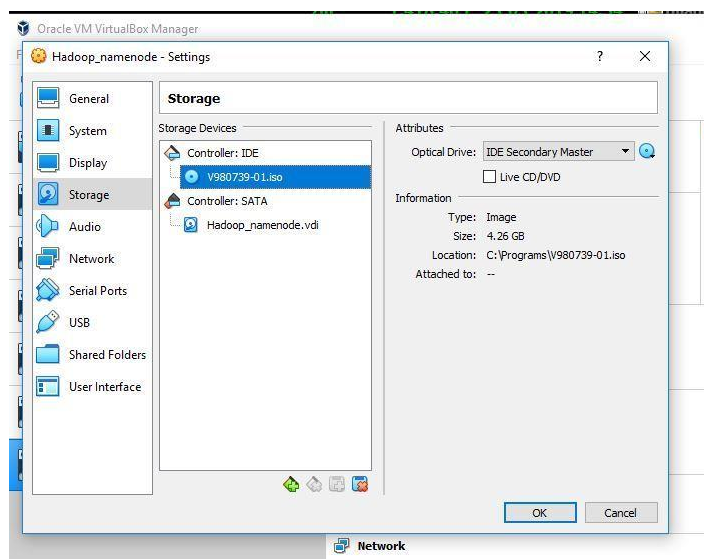 Oracle VM VirtualBox Manager
Hadoop_namenode - Settings
? X
General
System
Display
Storage
Audio
Network
Serial Ports
USB
Shared Folders
User Interface
Storage
Storage Devices
Controller: IDE
V980739-01.iso
Controller: SATA
Hadoop_namenode.vdi
Attributes
Optical Drive: IDE Secondary Master
Live CD/DVD
Information
Type: Image
Size: 4.26 GB
Location: C:\Programs\V980739-01.iso
Attached to: --
OK
Cancel
Network